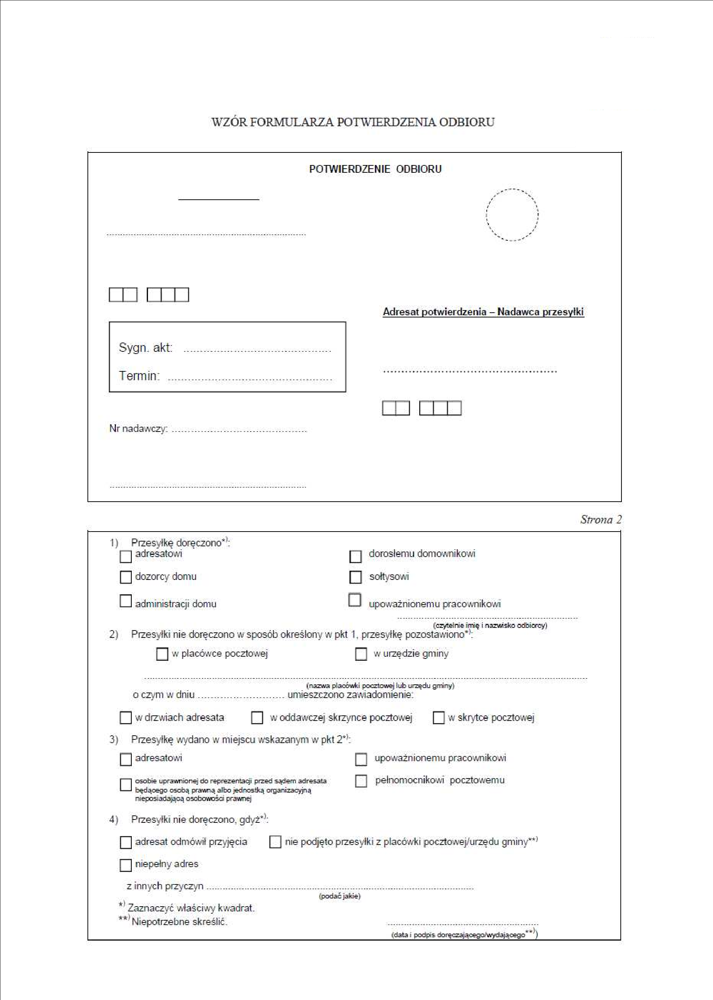 WZÓR FORMULARZA POTWIERDZENIA ODBIORU
POTWIERDZENIE ODBIORU
Adresat potwierdzenia – Nadawca przesyłki
Sygn. akt: ..........................................
Termin: ..........................................
..........................................
Nr nadawczy: ..........................................
Strona 2
1) Przesyłkę doręczono*):
adresatowi dorosłemu domownikowi
dozorcy domu sołtysowi
administracji domu upoważnionemu pracownikowi
(czytelnie imię i nazwisko odbiorcy)
2) Przesyłki nie doręczono w sposób określony w pkt 1, przesyłkę pozostawiono*):
w placówce pocztowej w urzędzie gminy
(nazwa placówki pocztowej lub urzędu gminy)
o czym w dniu ............................ umieszczono zawiadomienie:
w drzwiach adresata w oddawczej skrzynce pocztowej w skrytce pocztowej
3) Przesyłkę wydano w miejscu wskazanym w pkt 2*):
adresatowi upoważnionemu pracownikowi
osobie uprawnionej do reprezentacji przed sądem adresata pełnomocnikowi pocztowemu
będącego osobą prawną albo jednostką organizacyjną
nieposiadającą osobowości prawnej
4) Przesyłki nie doręczono, gdyż*):
adresat odmówił przyjęcia nie podjęto przesyłki z placówki pocztowej/urzędu gminy**)
niepełny adres
z innych przyczyn ..........................................
(podać jakie)
*) Zaznaczyć właściwy kwadrat.
**) Niepotrzebne skreślić.
(data i podpis doręczającego/wydającego**))